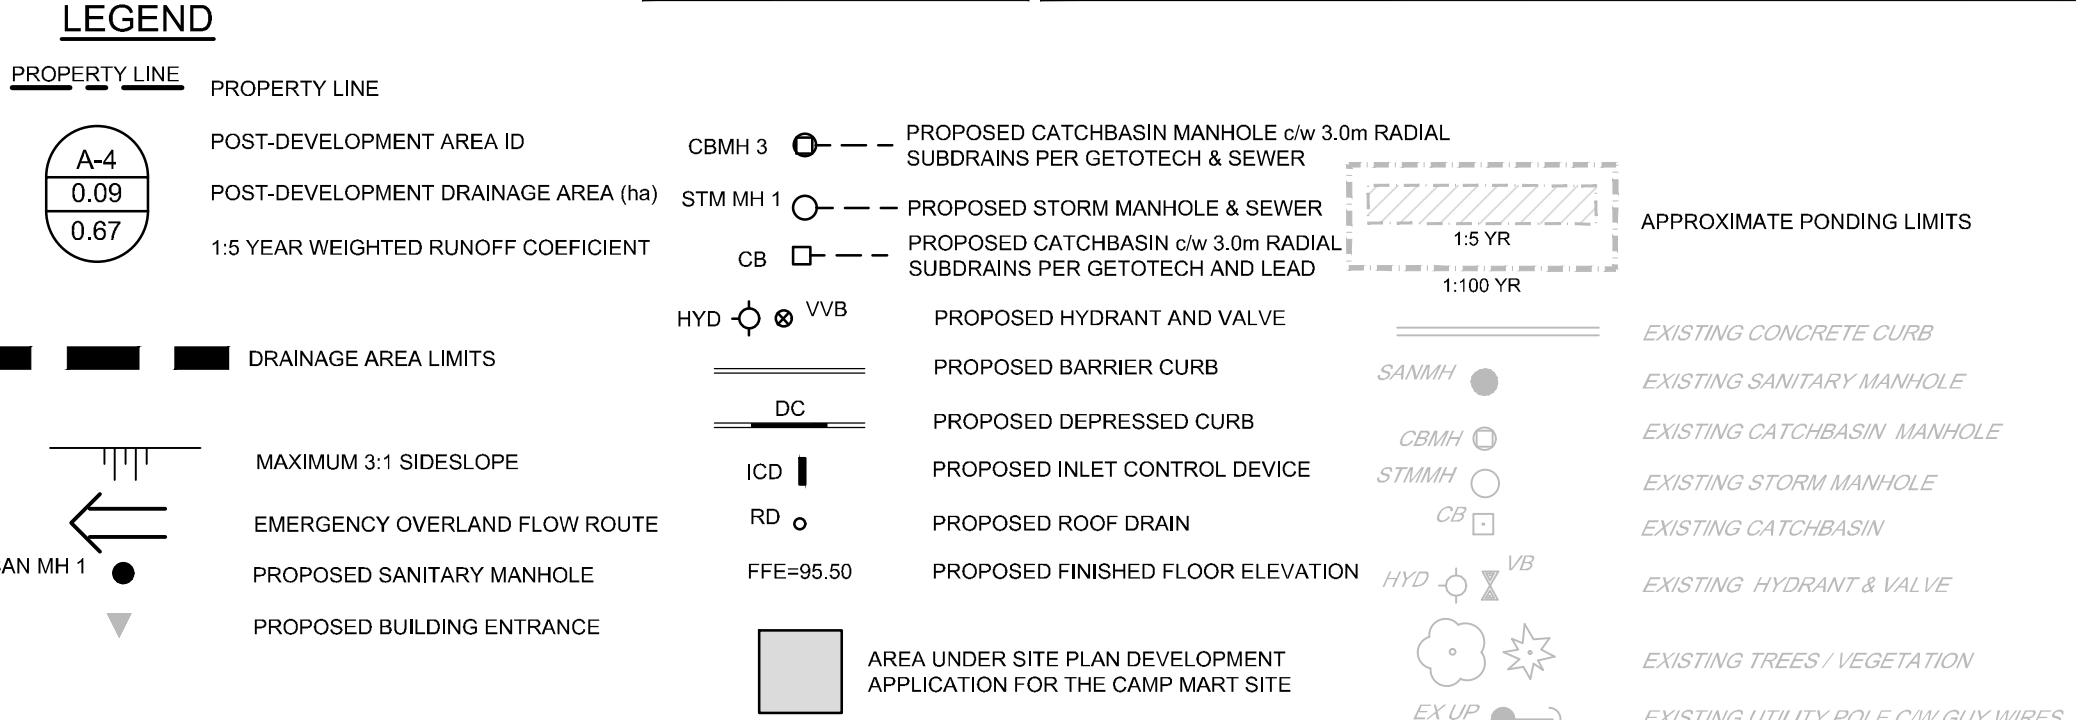 LEGEND
PROPERTY LINE
PROPERTY LINE
A-4
0.09
0.67
POST-DEVELOPMENT AREA ID
POST-DEVELOPMENT DRAINAGE AREA (ha)
1:5 YEAR WEIGHTED RUNOFF COEFICIENT
DRAINAGE AREA LIMITS
MAXIMUM 3:1 SIDESLOPE
EMERGENCY OVERLAND FLOW ROUTE
AN MH 1
PROPOSED SANITARY MANHOLE
PROPOSED BUILDING ENTRANCE
CBMH 3
PROPOSED CATCHBASIN MANHOLE c/w 3.0m RADIAL
SUBDRAINS PER GETOTECH & SEWER
STM MH 1
PROPOSED STORM MANHOLE & SEWER
CB
PROPOSED CATCHBASIN c/w 3.0m RADIAL
SUBDRAINS PER GETOTECH AND LEAD
HYD
VVB
PROPOSED HYDRANT AND VALVE
PROPOSED BARRIER CURB
DC
PROPOSED DEPRESSED CURB
ICD
PROPOSED INLET CONTROL DEVICE
RD
PROPOSED ROOF DRAIN
FFE=95.50
PROPOSED FINISHED FLOOR ELEVATION
AREA UNDER SITE PLAN DEVELOPMENT
APPLICATION FOR THE CAMP MART SITE
1:5 YR
1:100 YR
APPROXIMATE PONDING LIMITS
EXISTING CONCRETE CURB
SANMH
EXISTING SANITARY MANHOLE
CBMH
EXISTING CATCHBASIN MANHOLE
STMMH
EXISTING STORM MANHOLE
CB
EXISTING CATCHBASIN
HYD
VB
EXISTING HYDRANT & VALVE
EXISTING TREES / VEGETATION
EX UP
EXISTING UTILITY POLE C/W GUY WIRES